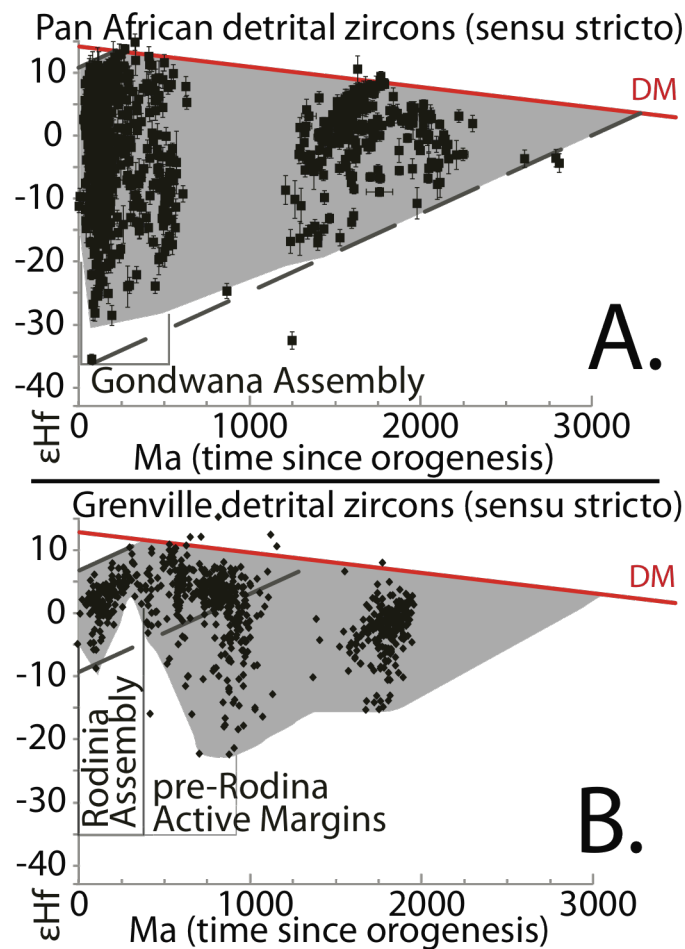 Pan African detrital zircons (sensu stricto)
10
DM
0
-10
-20
-30
A.
-40
Gondwana Assembly
εHf
0
1000
2000
3000
Ma (time since orogenesis)
Grenville detrital zircons (sensu stricto)
10
DM
0
-10
-20
Rodinia
Assembly
pre-Rodina
Active Margins
-30
B.
-40
εHf
0
1000
2000
3000
Ma (time since orogenesis)